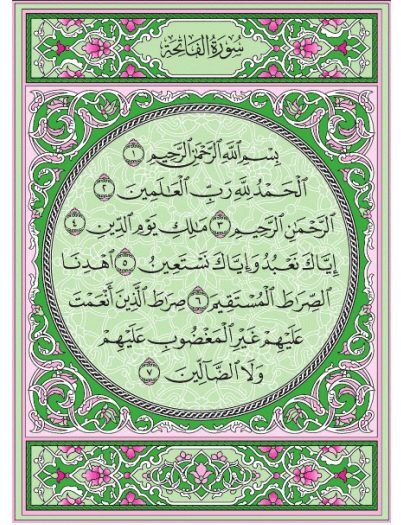 سُورَةُ الفَاتِحَةِ
بِسْمِ ٱللَّهِ ٱلرَّحْمَٰنِ ٱلرَّحِيمِ ١
ٱلْحَمْدُ لِلَّهِ رَبِّ ٱلْعَٰلَمِينَ ٢
ٱلرَّحْمَٰنِ ٱلرَّحِيمِ ٣ مَٰلِكِ يَوْمِ ٱلدِّينِ ٤
إِيَّاكَ نَعْبُدُ وَإِيَّاكَ نَسْتَعِينُ ٥ ٱهْدِنَا
ٱلصِّرَٰطَ ٱلْمُسْتَقِيمَ ٦ صِرَٰطَ ٱلَّذِينَ أَنْعَمْتَ
عَلَيْهِمْ غَيْرِ ٱلْمَغْضُوبِ عَلَيْهِمْ
وَلَا ٱلضَّآلِّينَ ٧